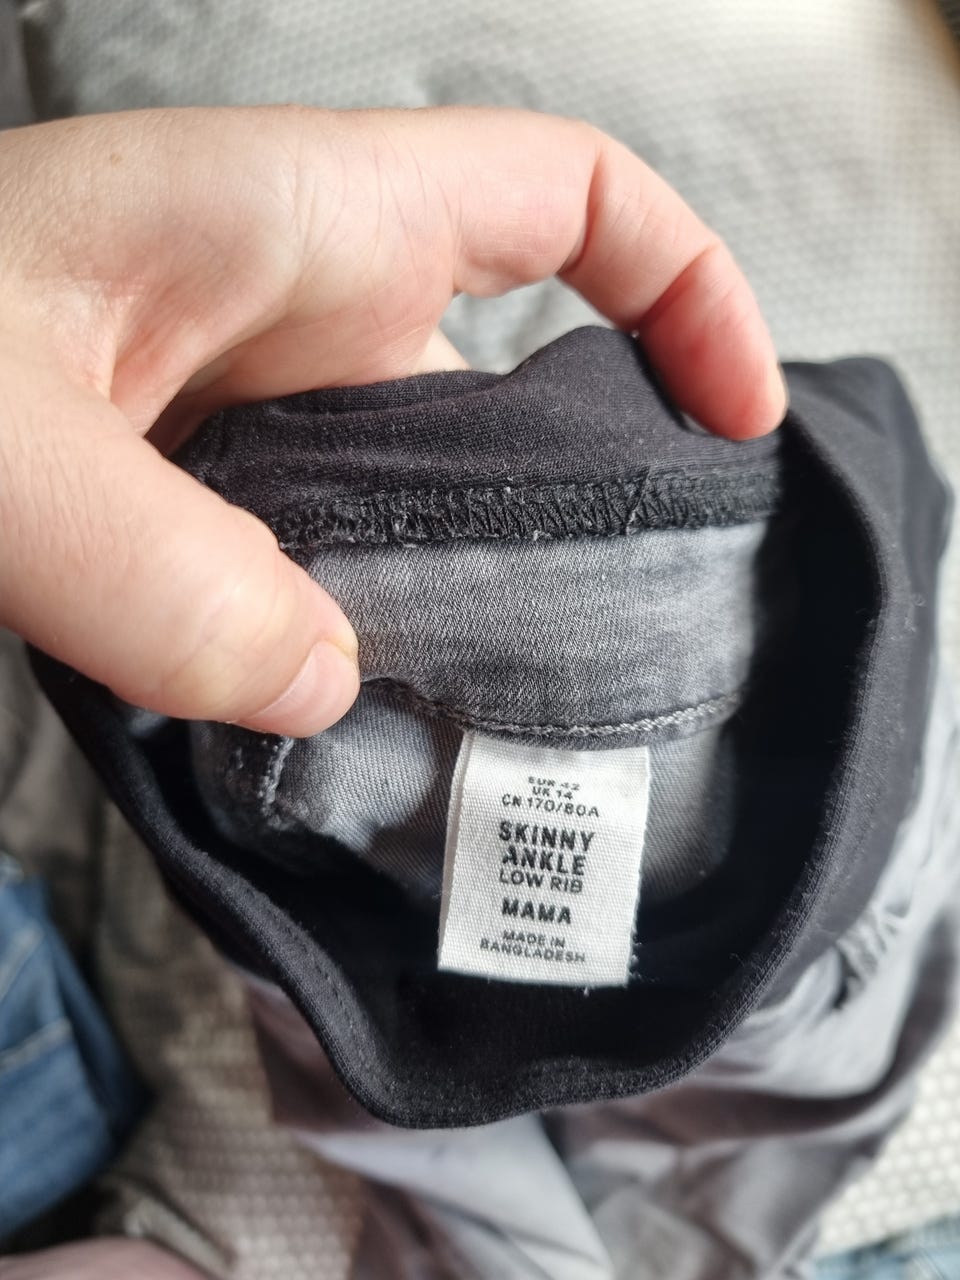 EUR 42
UK 14
CN 170/80A
SKINNY
ANKLE
LOW RIB
MAMA
MADE IN
BANGLADESH